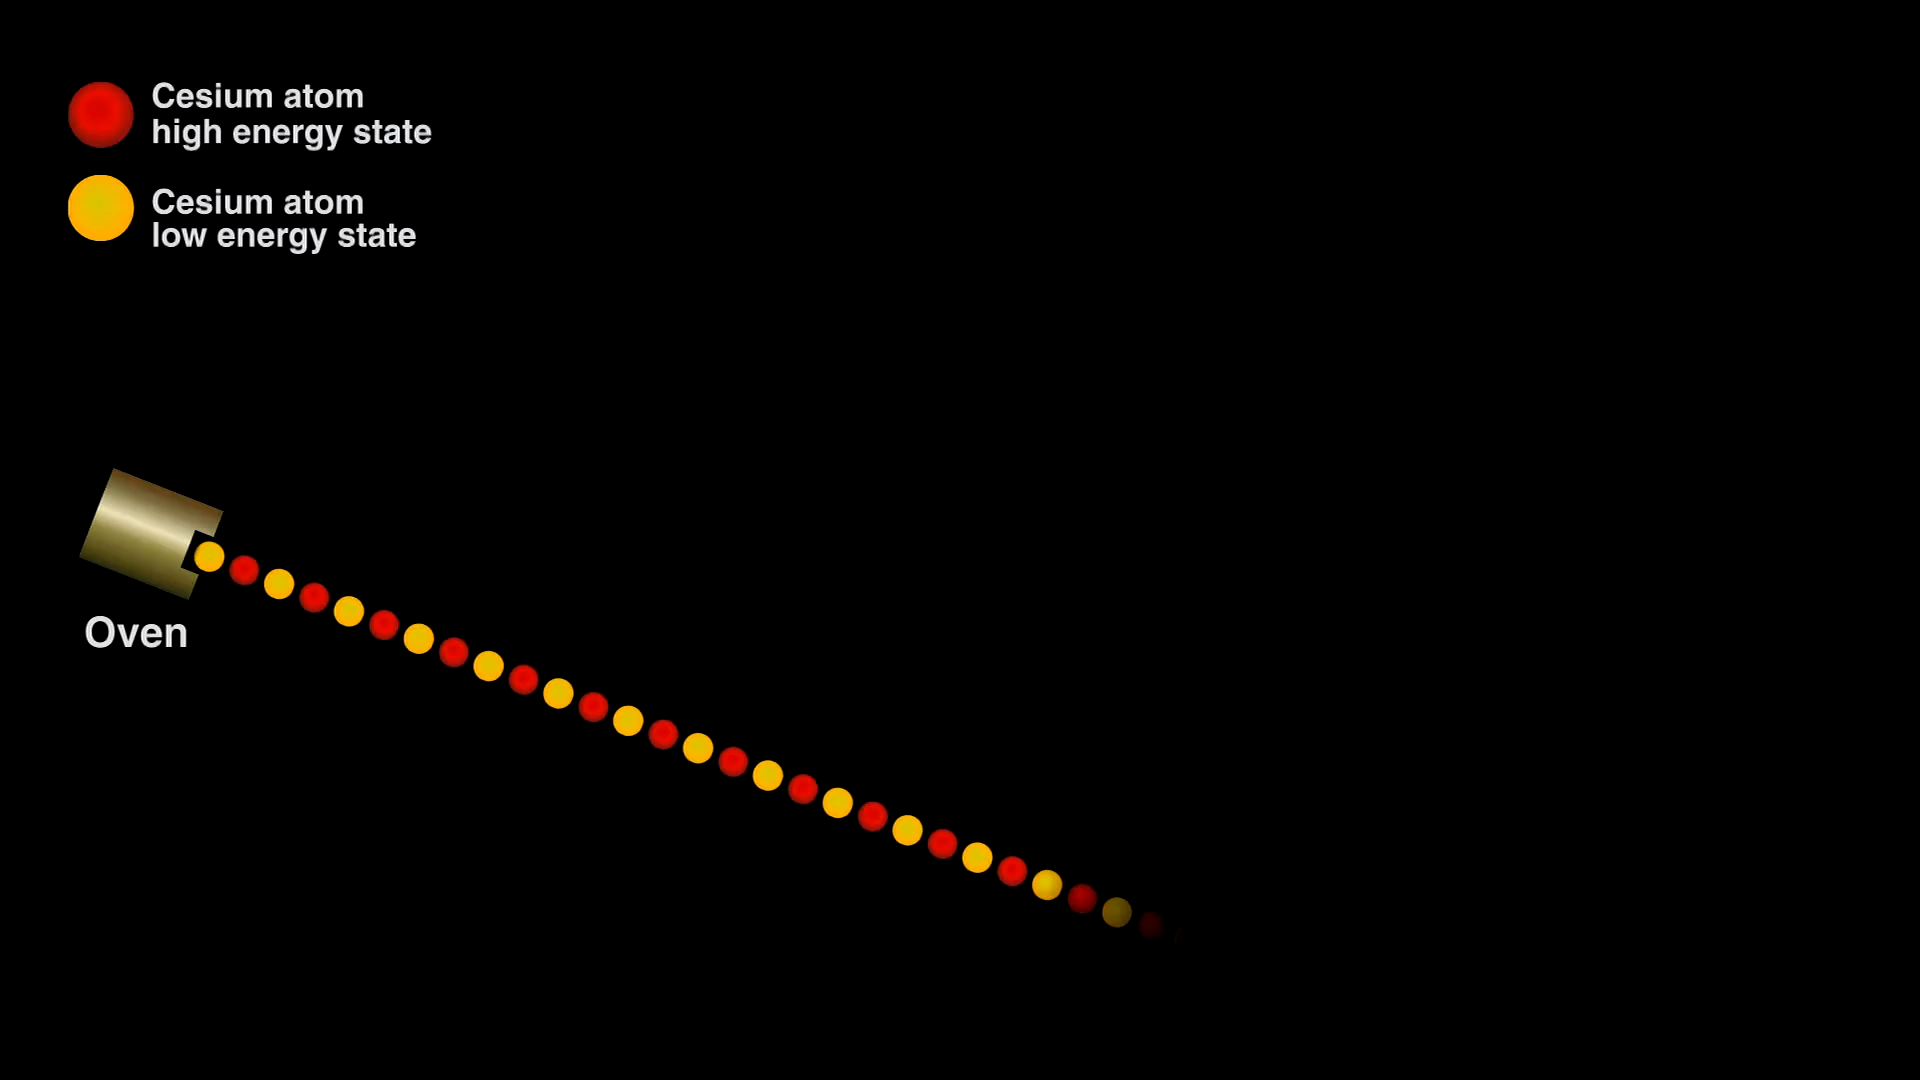 Cesium atom
high energy state
Cesium atom
low energy state
Oven